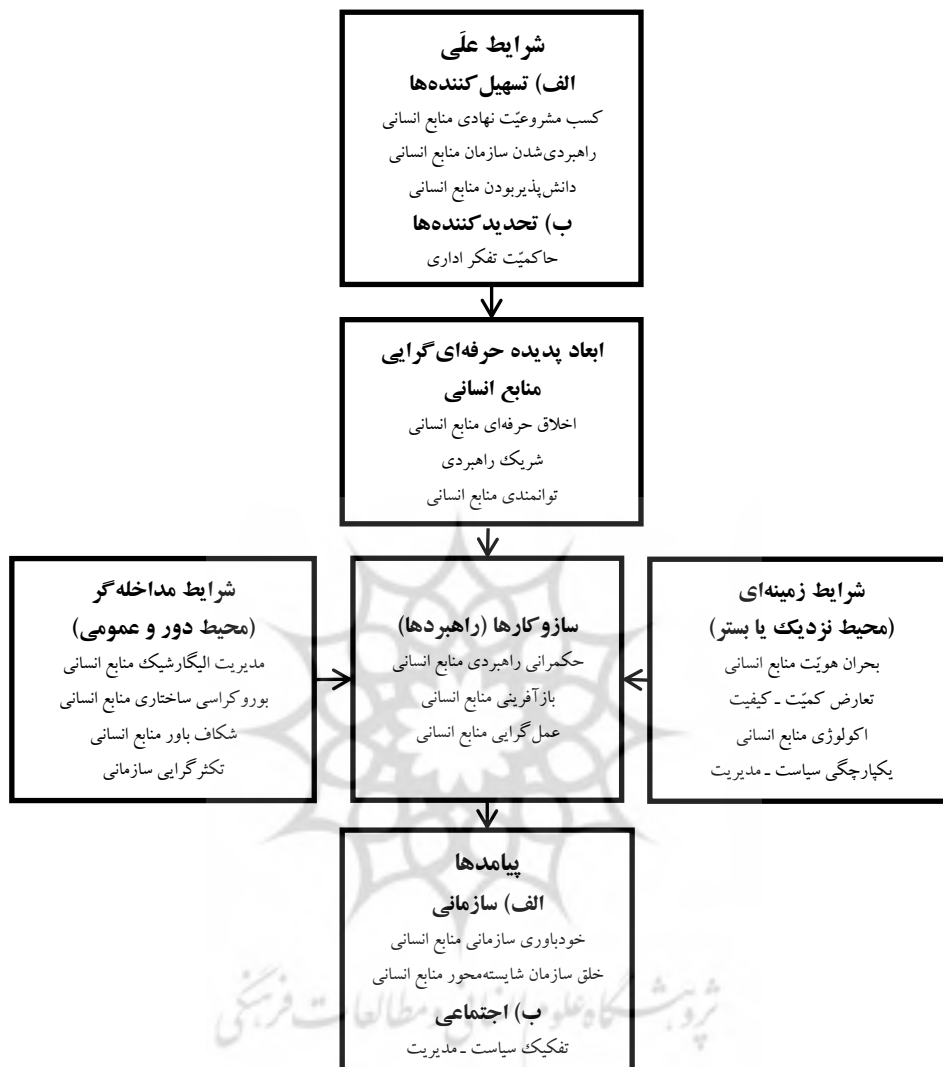 شرایط علّی
الف) تسهیل‌کننده‌ها
کسب مشروعیّت نهادی منابع انسانی
راهبردی‌شدن سازمان منابع انسانی
دانش‌پذیربودن منابع انسانی
ب) تحدیدکننده‌ها
حاکمیّت تفکر اداری
ابعاد پدیده حرفه‌ای‌گرایی
منابع انسانی
اخلاق حرفه‌ای منابع انسانی
شریک راهبردی
توانمندی منابع انسانی
شرایط زمینه‌ای
(محیط نزدیک یا بستر)
بحران هویّت منابع انسانی
تعارض کمیّت ـ کیفیت
اکولوژی منابع انسانی
یکپارچگی سیاست ـ مدیریت
سازوکارها (راهبردها)
حکمرانی راهبردی منابع انسانی
بازآفرینی منابع انسانی
عمل‌گرایی منابع انسانی
شرایط مداخله‌گر
(محیط دور و عمومی)
مدیریت الیگارشیک منابع انسانی
بوروکراسی ساختاری منابع انسانی
شکاف باور منابع انسانی
تکثرگرایی سازمانی
پیامدها
الف) سازمانی
خودباوری سازمانی منابع انسانی
خلق سازمان شایسته‌محور منابع انسانی
ب) اجتماعی
تفکیک سیاست ـ مدیریت
پژوهشگاه علوم انسانی و مطالعات فرهنگی